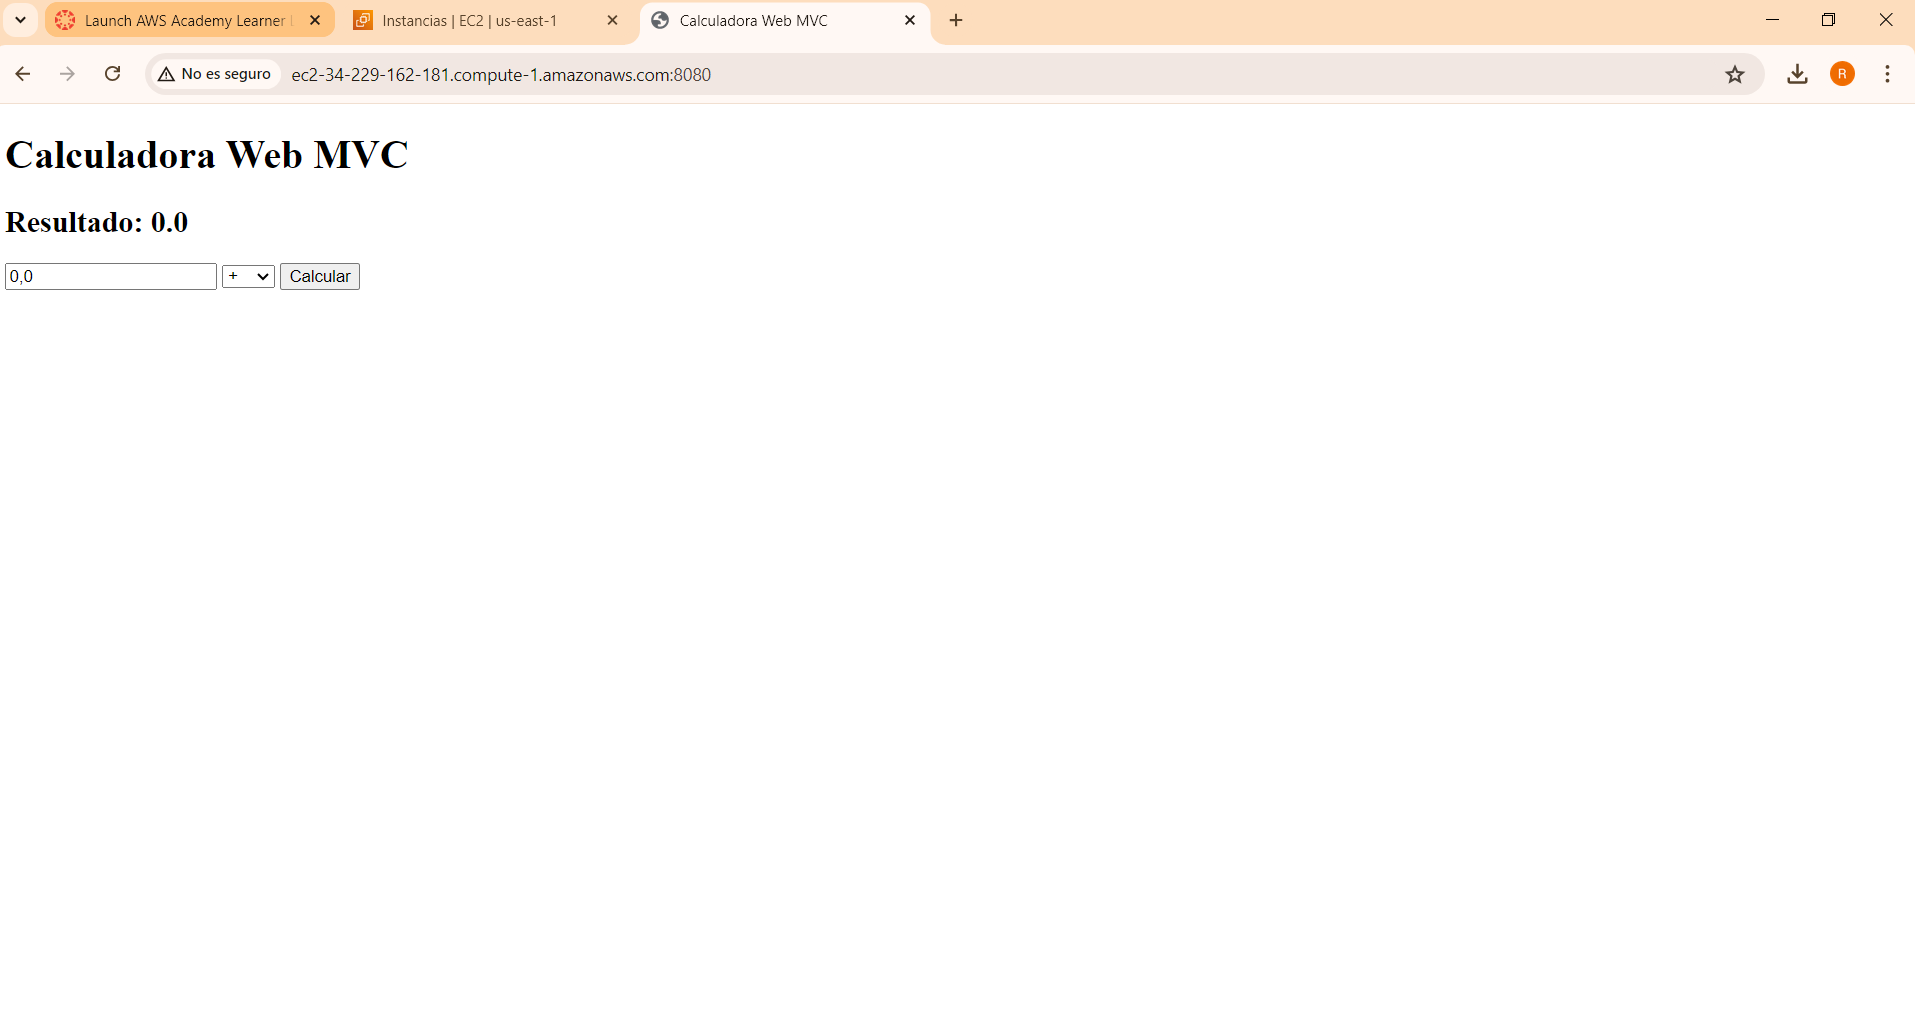 Launch AWS Academy Learner
Instancias | EC2 | us-east-1
Calculadora Web MVC
No es seguro
ec2-34-229-162-181.compute-1.amazonaws.com:8080
R
Calculadora Web MVC
Resultado: 0.0
0,0
+
Calcular